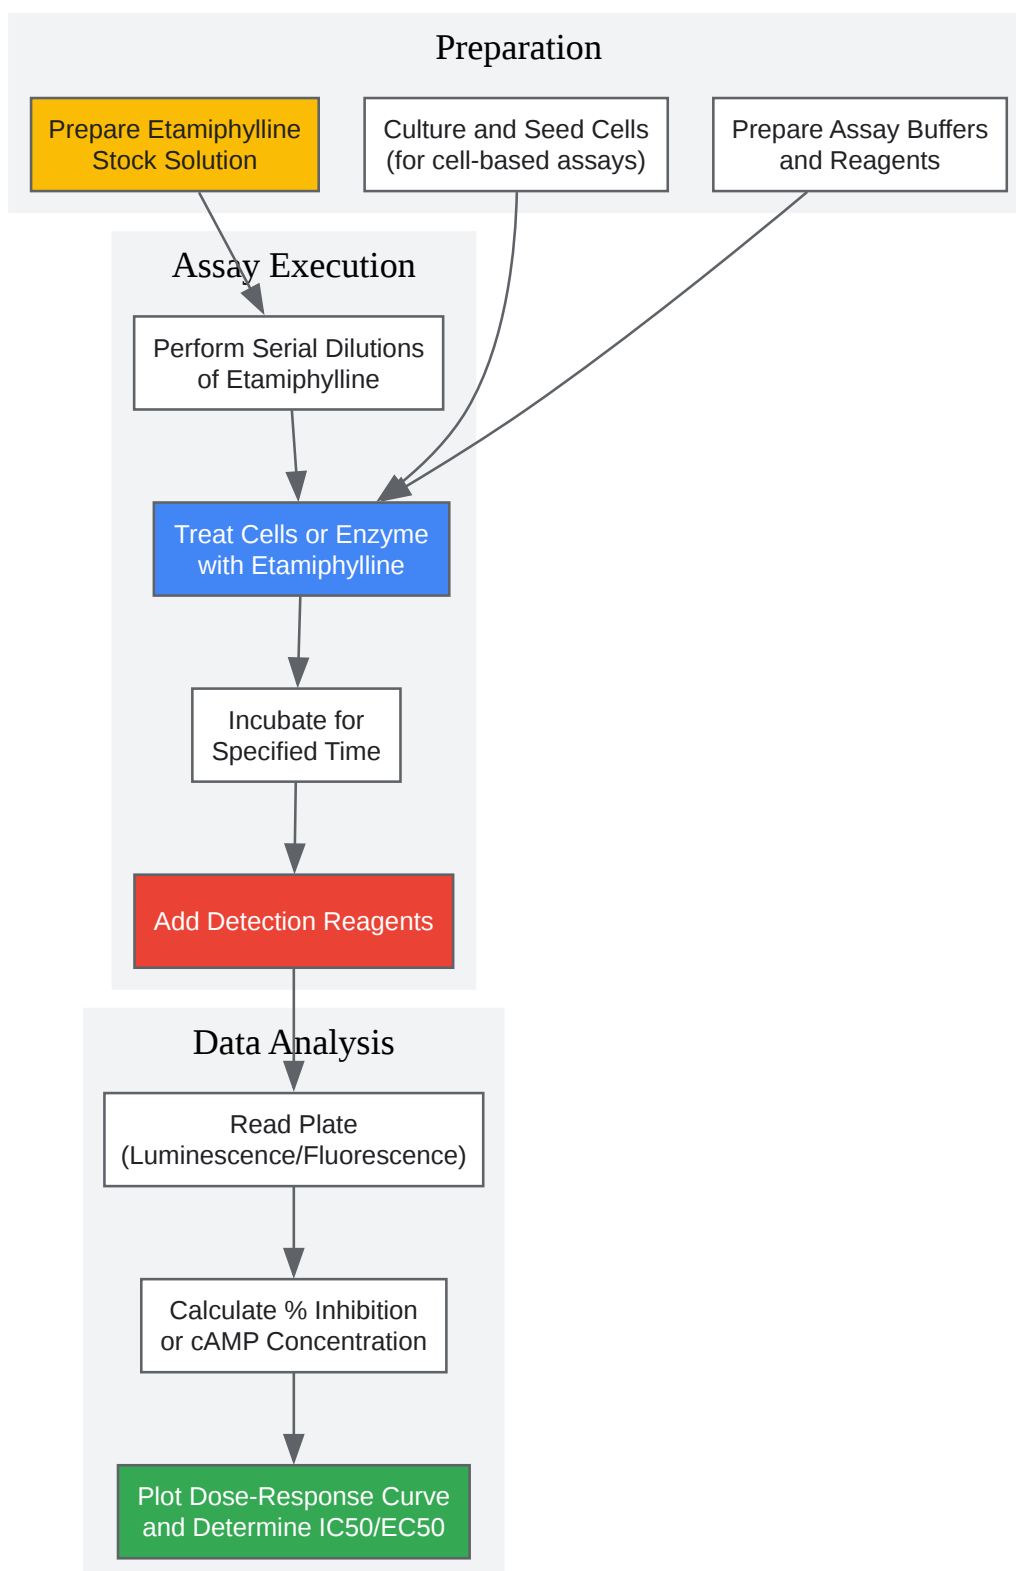 Preparation
Prepare Etamiphylline
Stock Solution
Culture and Seed Cells
(for cell-based assays)
Prepare Assay Buffers
and Reagents
Assay Execution
Perform Serial Dilutions
of Etamiphylline
Treat Cells or Enzyme
with Etamiphylline
Incubate for
Specified Time
Add Detection Reagents
Data Analysis
Read Plate
(Luminescence/Fluorescence)
Calculate % Inhibition
or cAMP Concentration
Plot Dose-Response Curve
and Determine IC50/EC50